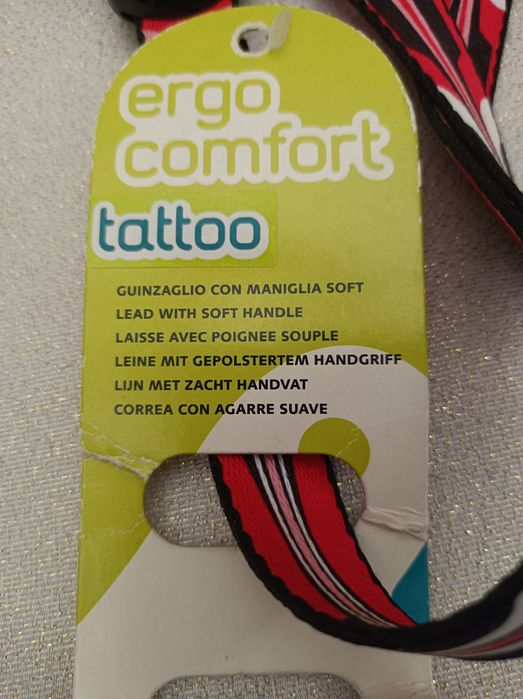 ergo
comfort
tattoo
GUINZAGLIO CON MANIGLIA SOFT
LEAD WITH SOFT HANDLE
LAISSE AVEC POIGNEE SOUPLE
LEINE MIT GEPOLSTERTEM HANDGRIFF
LIJN MET ZACHT HANDVAT
CORREA CON AGARRE SUAVE